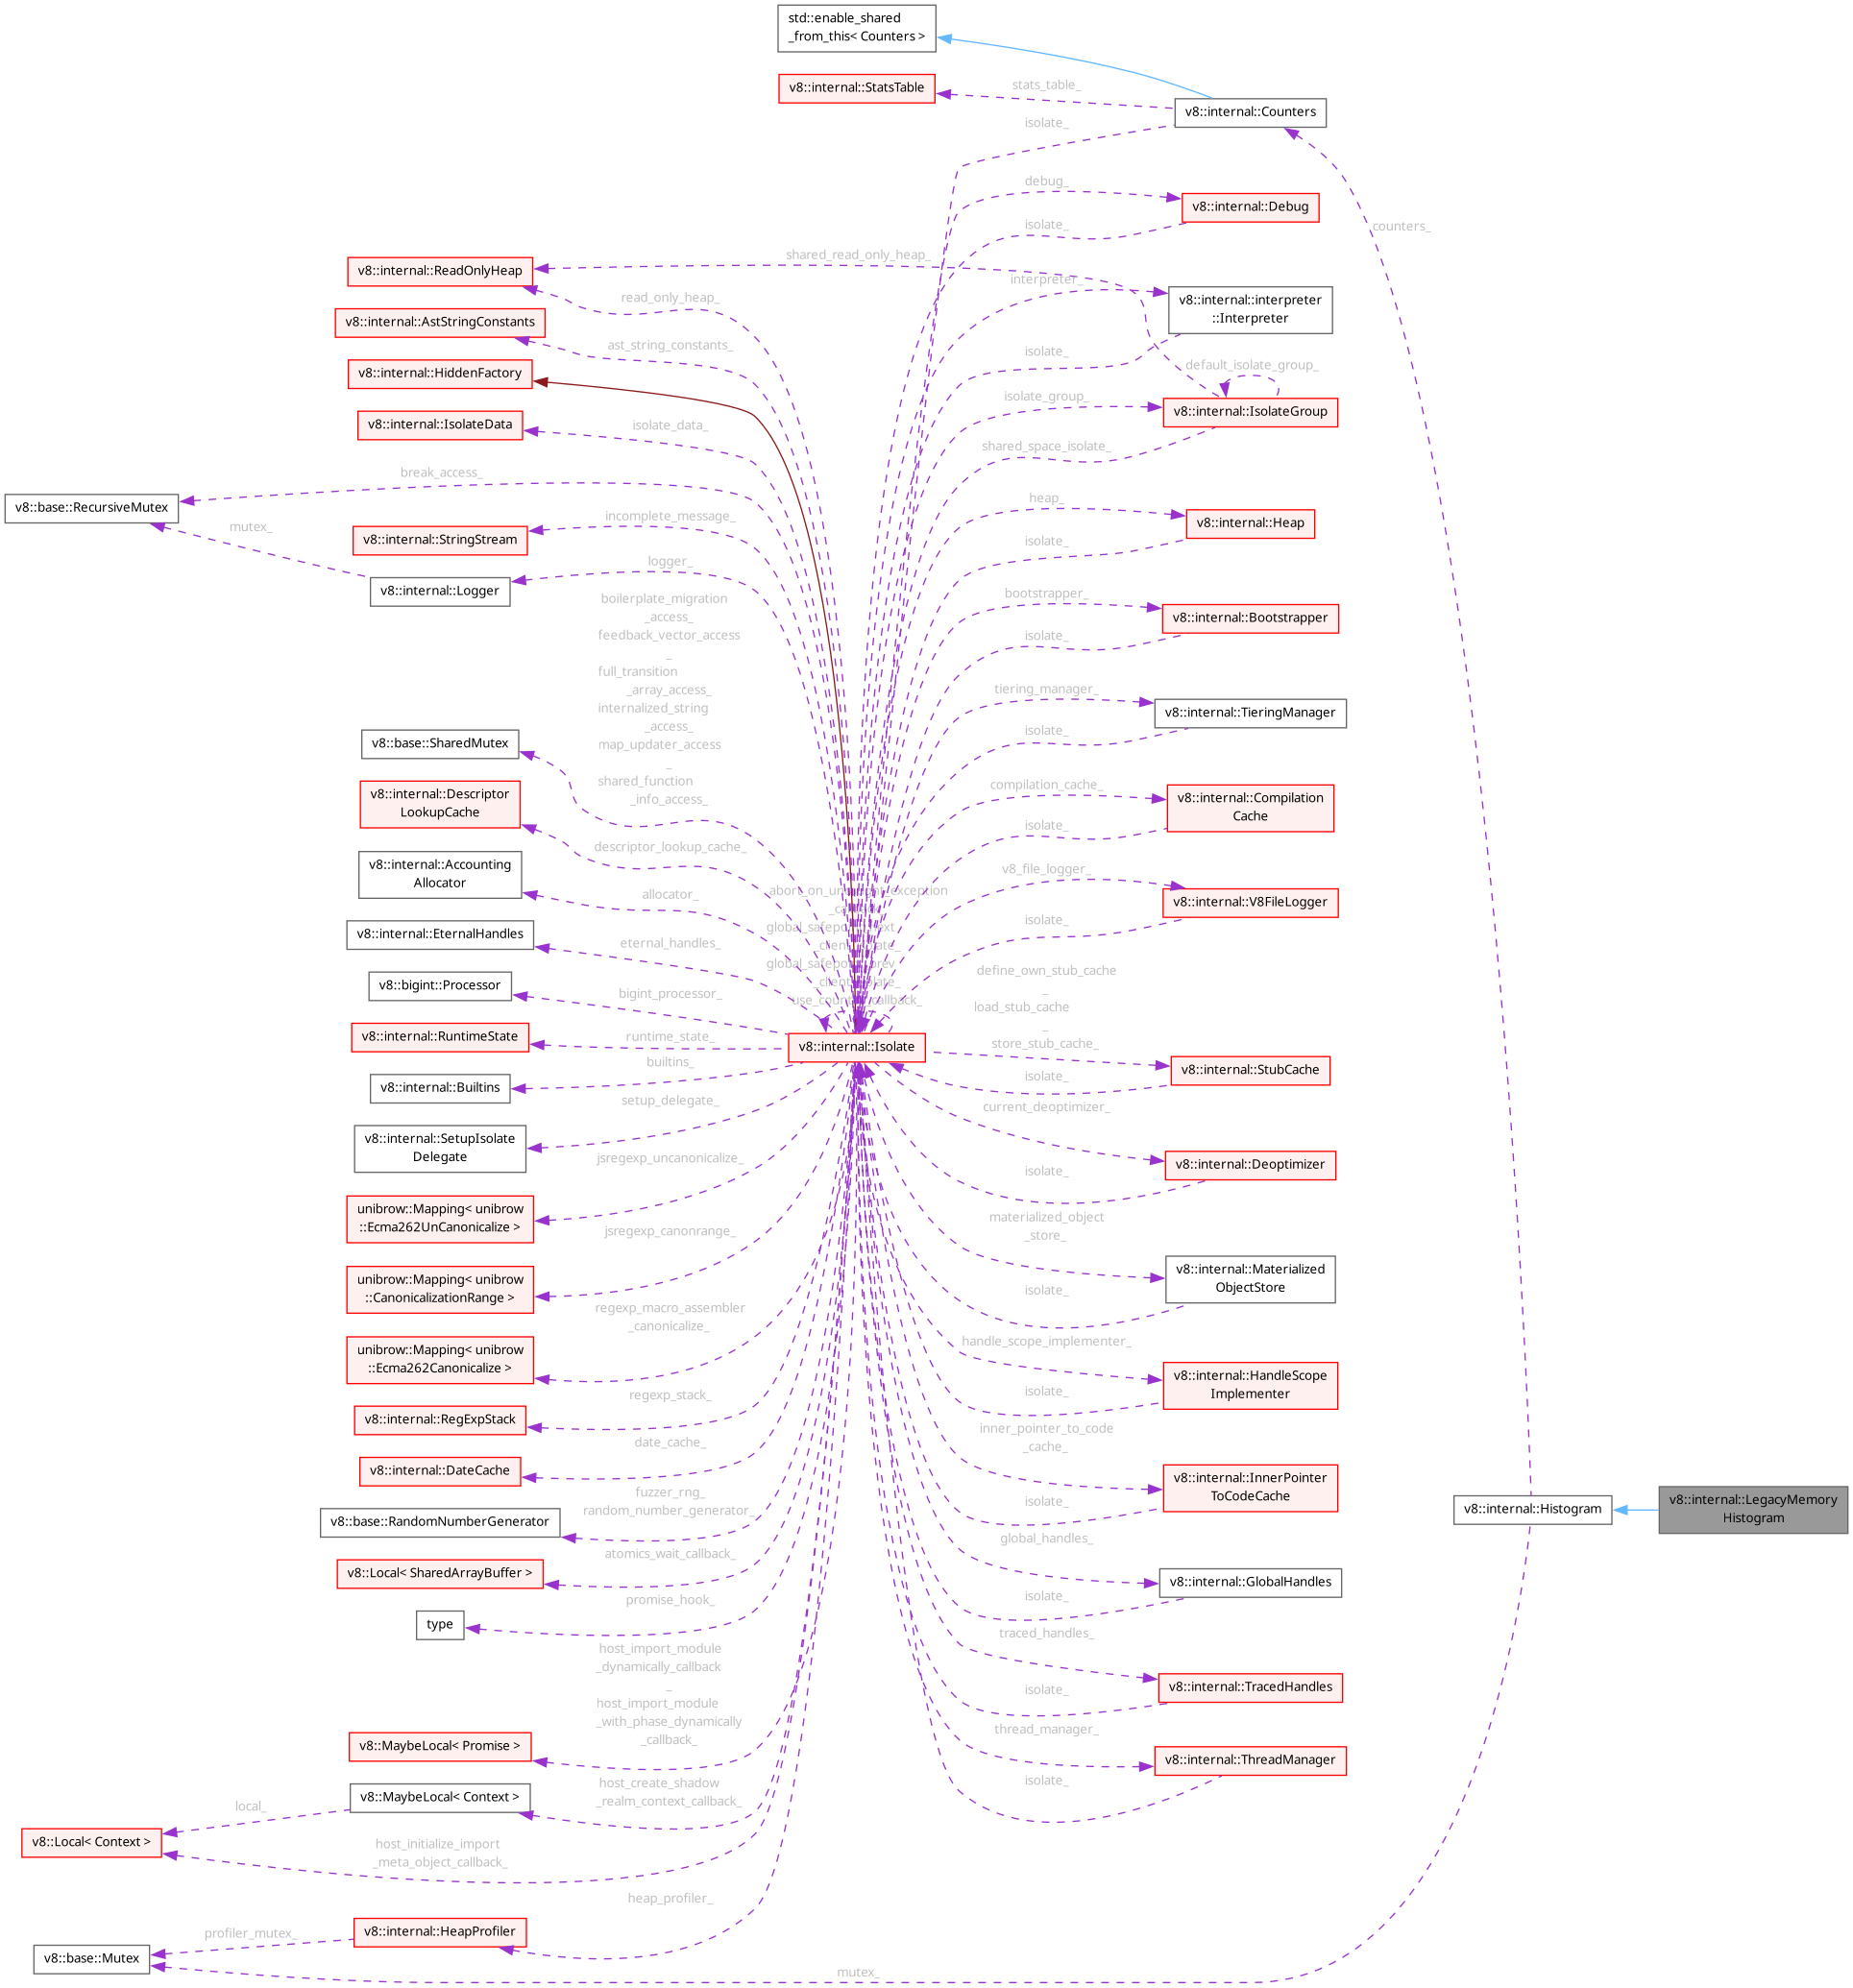 std::enable_shared
_from_this< Counters >
v8::internal::StatsTable
stats_table_
v8::internal::Counters
isolate_
debug_
v8::internal::Debug
isolate_
counters_
shared_read_only_heap_
v8::internal::ReadOnlyHeap
interpreter_
v8::internal::interpreter
::Interpreter
read_only_heap_
v8::internal::AstStringConstants
ast_string_constants_
isolate_
default_isolate_group_
v8::internal::HiddenFactory
isolate_group_
v8::internal::IsolateGroup
v8::internal::IsolateData
isolate_data_
shared_space_isolate_
break_access_
v8::base::RecursiveMutex
mutex_
heap_
v8::internal::Heap
incomplete_message_
v8::internal::StringStream
isolate_
logger_
v8::internal::Logger
bootstrapper_
v8::internal::Bootstrapper
isolate_
boilerplate_migration
_access_
feedback_vector_access
_
full_transition
_array_access_
internalized_string
_access_
map_updater_access
_
shared_function
_info_access_
tiering_manager_
v8::internal::TieringManager
isolate_
v8::base::SharedMutex
v8::internal::Descriptor
LookupCache
compilation_cache_
v8::internal::Compilation
Cache
isolate_
descriptor_lookup_cache_
v8::internal::Accounting
Allocator
allocator_
v8_file_logger_
v8::internal::V8FileLogger
isolate_
v8::internal::EternalHandles
eternal_handles_
v8::bigint::Processor
bigint_processor_
define_own_stub_cache
_
load_stub_cache
_
store_stub_cache_
v8::internal::RuntimeState
runtime_state_
v8::internal::Isolate
v8::internal::StubCache
isolate_
builtins_
v8::internal::Builtins
setup_delegate_
current_deoptimizer_
v8::internal::SetupIsolate
Delegate
v8::internal::Deoptimizer
isolate_
jsregexp_uncanonicalize_
unibrow::Mapping< unibrow
::Ecma262UnCanonicalize >
materialized_object
_store_
jsregexp_canonrange_
v8::internal::Materialized
ObjectStore
isolate_
unibrow::Mapping< unibrow
::CanonicalizationRange >
regexp_macro_assembler
_canonicalize_
handle_scope_implementer_
unibrow::Mapping< unibrow
::Ecma262Canonicalize >
v8::internal::HandleScope
Implementer
isolate_
regexp_stack_
v8::internal::RegExpStack
inner_pointer_to_code
_cache_
date_cache_
v8::internal::DateCache
v8::internal::InnerPointer
ToCodeCache
isolate_
fuzzer_rng_
random_number_generator_
v8::base::RandomNumberGenerator
v8::internal::Histogram
v8::internal::LegacyMemory
Histogram
global_handles_
atomics_wait_callback_
v8::Local< SharedArrayBuffer >
v8::internal::GlobalHandles
isolate_
promise_hook_
type
traced_handles_
v8::internal::TracedHandles
isolate_
host_import_module
_dynamically_callback
_
host_import_module
_with_phase_dynamically
_callback_
v8::MaybeLocal< Promise >
thread_manager_
v8::internal::ThreadManager
isolate_
host_create_shadow
_realm_context_callback_
v8::MaybeLocal< Context >
local_
v8::Local< Context >
host_initialize_import
_meta_object_callback_
heap_profiler_
v8::internal::HeapProfiler
profiler_mutex_
v8::base::Mutex
mutex_